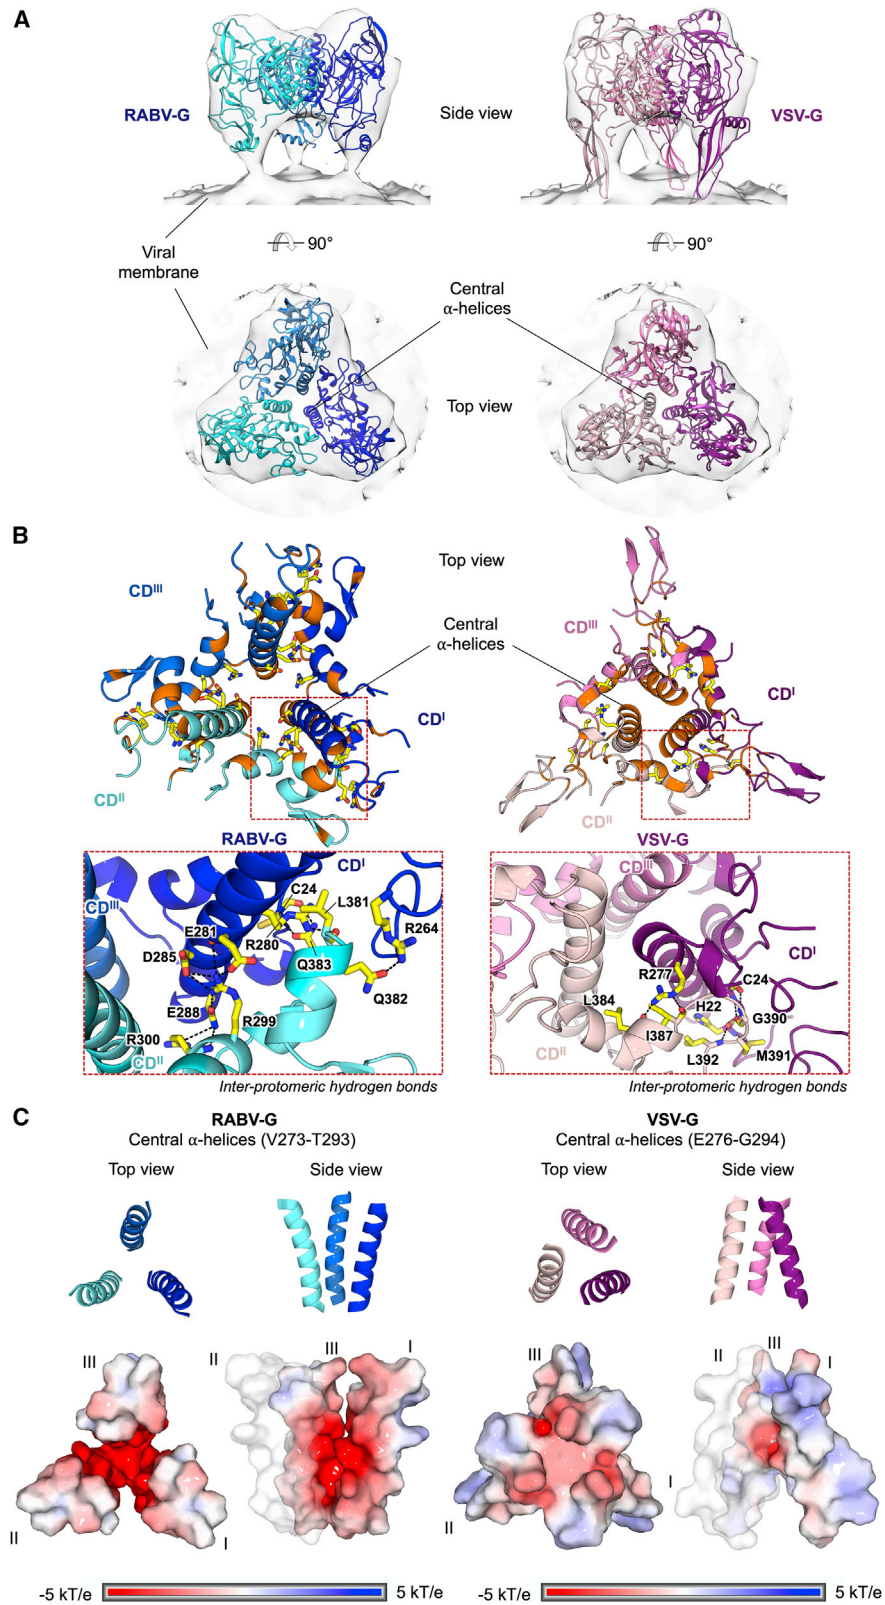 A
RABV-G
Side view
VSV-G
90°
90°
Viral
membrane
Central
α-helices
Top view
B
Top view
CDIII
Central
α-helices
CDIII
CDI
CDI
CDII
CDII
RABV-G
VSV-G
CDI
CDIII
C24
L381
E281
R280
R264
D285
Q383
Q382
E288
R299
R300
CDII
Inter-protomeric hydrogen bonds
CDIII
CDI
R277
C24
L384
H22
G390
I387
CDII
L392
M391
Inter-protomeric hydrogen bonds
C
RABV-G
Central α-helices (V273-T293)
Top view
Side view
VSV-G
Central α-helices (E276-G294)
Top view
Side view
III
II
III
I
II
I
III
II
III
I
II
I
-5 kT/e
5 kT/e
-5 kT/e
5 kT/e